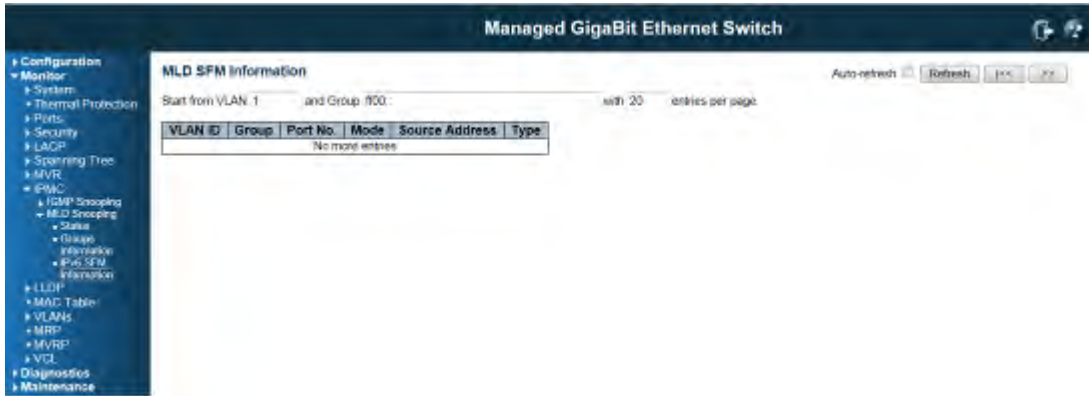 Managed GigaBit Ethernet Switch
Configuration
Monitor
System
Thermal Protection
Ports
Security
LACP
Spanning Tree
MVR
IPMC
IGMP Snooping
MLD Snooping
Status
Groups
Information
IPv6 SFM
Information
LLDP
MAC Table
VLANs
MRP
MVRP
VCL
Diagnostics
Maintenance
MLD SFM Information
Auto-refresh Refresh |<< >>
Start from VLAN 1 and Group ff00:: with 20 entries per page.
VLAN ID Group Port No. Mode Source Address Type
No more entries